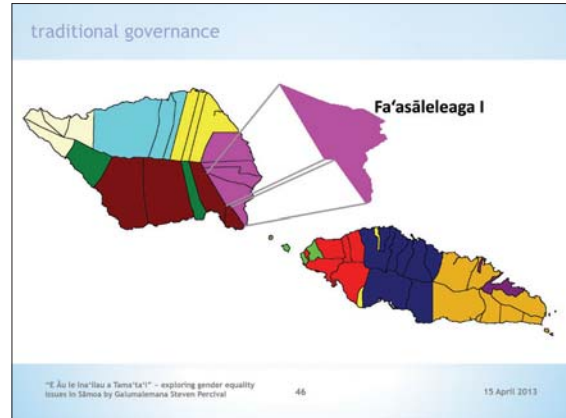 traditional governance
Fa'asāleleaga I
"E Āu le Ina'ilau a Tama'ta'i" - exploring gender equality
issues in Sāmoa by Galumalemana Steven Percival
46
15 April 2013